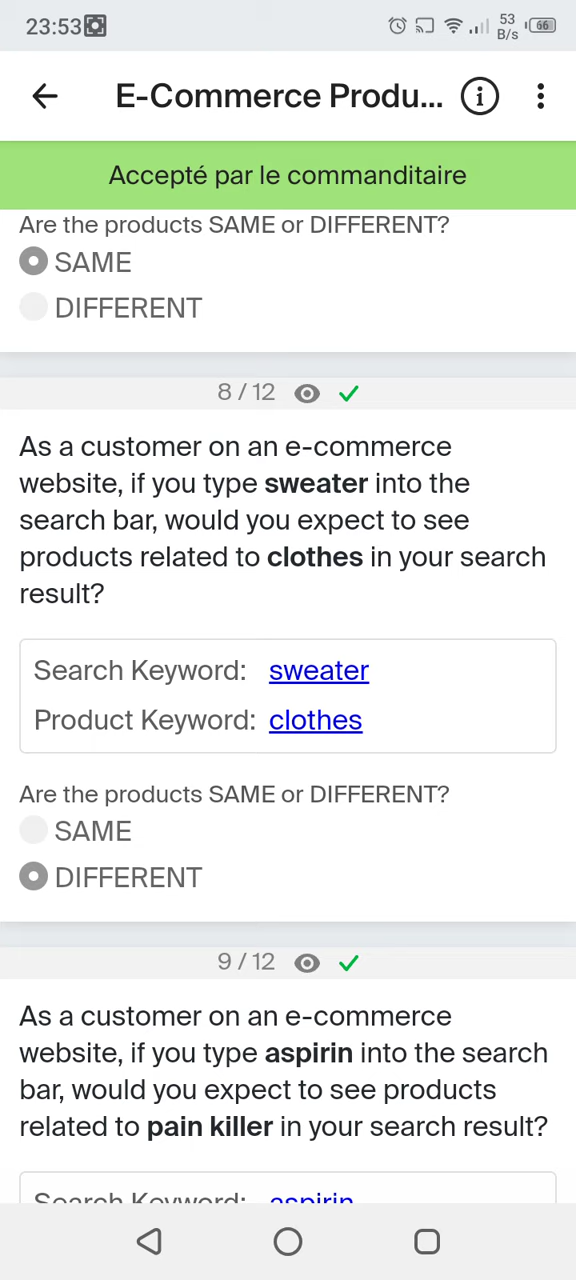 23:53
53
B/s
66
E-Commerce Produ...
Accepté par le commanditaire
Are the products SAME or DIFFERENT?
SAME
DIFFERENT
8 / 12
As a customer on an e-commerce
website, if you type sweater into the
search bar, would you expect to see
products related to clothes in your search
result?
Search Keyword: sweater
Product Keyword: clothes
Are the products SAME or DIFFERENT?
SAME
DIFFERENT
9 / 12
As a customer on an e-commerce
website, if you type aspirin into the search
bar, would you expect to see products
related to pain killer in your search result?
Search Keyword: aspirin